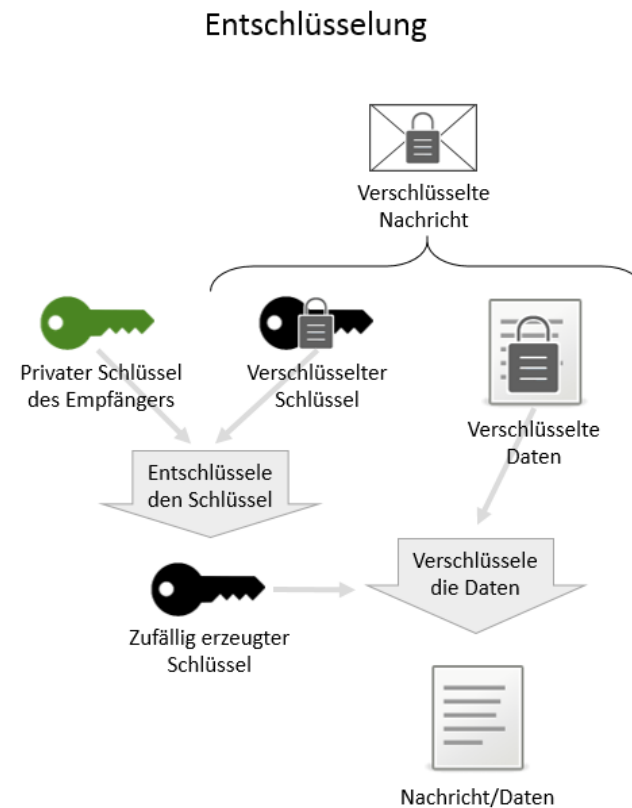 Entschlüsselung
Verschlüsselte
Nachricht
Privater Schlüssel
des Empfängers
Verschlüsselter
Schlüssel
Verschlüsselte
Daten
Entschlüssele
den Schlüssel
Verschlüssele
die Daten
Zufällig erzeugter
Schlüssel
Nachricht/Daten